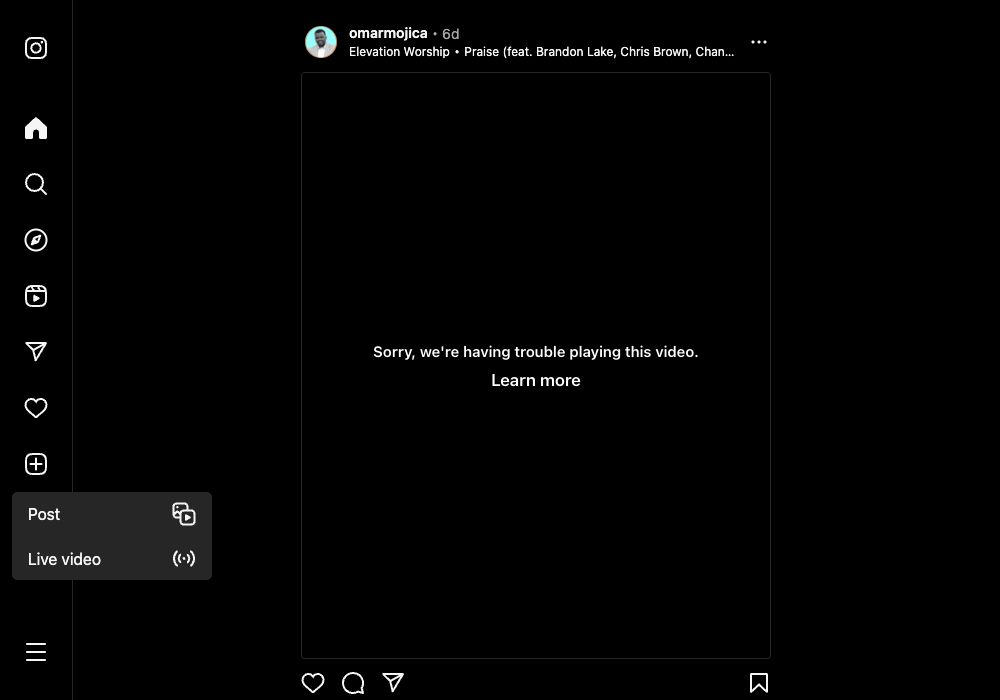 omarmojica • 6d
Elevation Worship • Praise (feat. Brandon Lake, Chris Brown, Chan...
Sorry, we're having trouble playing this video.
Learn more
Post
Live video